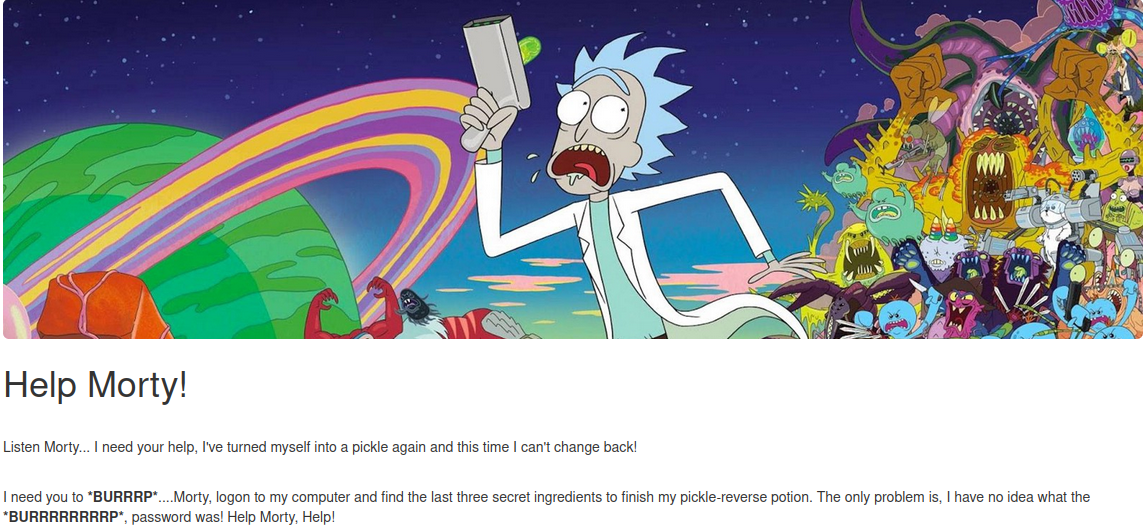 Help Morty!
Listen Morty... I need your help, I've turned myself into a pickle again and this time I can't change back!
I need you to *BURRRP*....Morty, logon to my computer and find the last three secret ingredients to finish my pickle-reverse potion. The only problem is, I have no idea what the
*BURRRRRRRRP*, password was! Help Morty, Help!